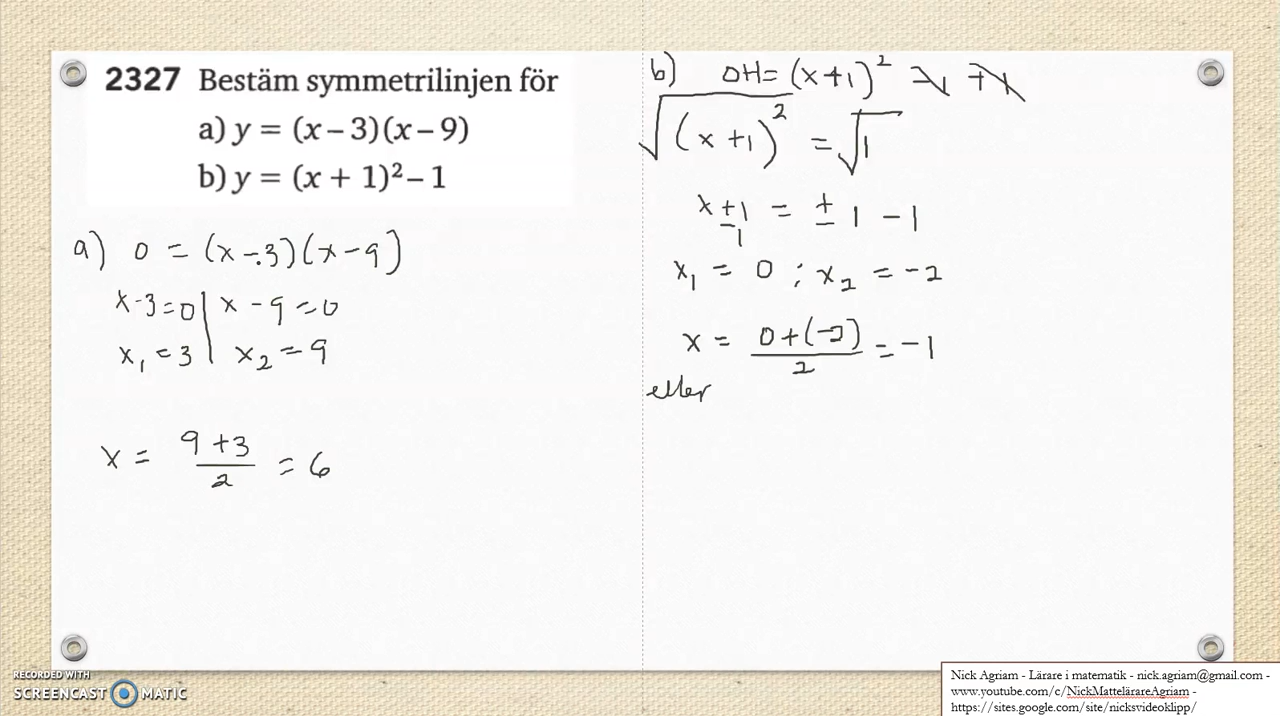 2327 Bestäm symmetrilinjen för
a) y = (x – 3)(x – 9)
b) y = (x + 1)² – 1
a) 0 = (x – 3)(x – 9)
x - 3 = 0 | x - 9 = 0
x₁ = 3 | x₂ = 9
x = (9 + 3)/2 = 6
b) 0+1 = (x+1)² -1 +1
√(x+1)² = √1
x + 1 = ± 1 - 1
-1
x₁ = 0 ; x₂ = -2
x = (0+(-2))/2 = -1
eller
RECORDED WITH
SCREENCAST MATIC
Nick Agriam - Lärare i matematik - nick.agriam@gmail.com -
www.youtube.com/c/NickMattelärareAgriam -
https://sites.google.com/site/nicksvideoklipp/